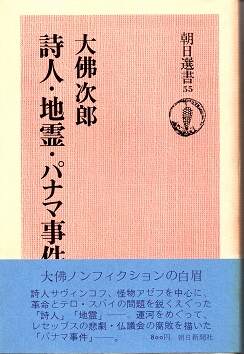 朝日選書
55
大佛次郎
詩人・地霊・パナマ事件
大佛ノンフィクションの白眉
詩人サヴィンコフ、怪物アゼフを中心に、
革命とテロ・スパイの問題を鋭くえぐった
「詩人」「地霊」――。運河をめぐって、
レセップスの悲劇・仏議会の腐敗を描いた
「パナマ事件」――。 800円 朝日新聞社